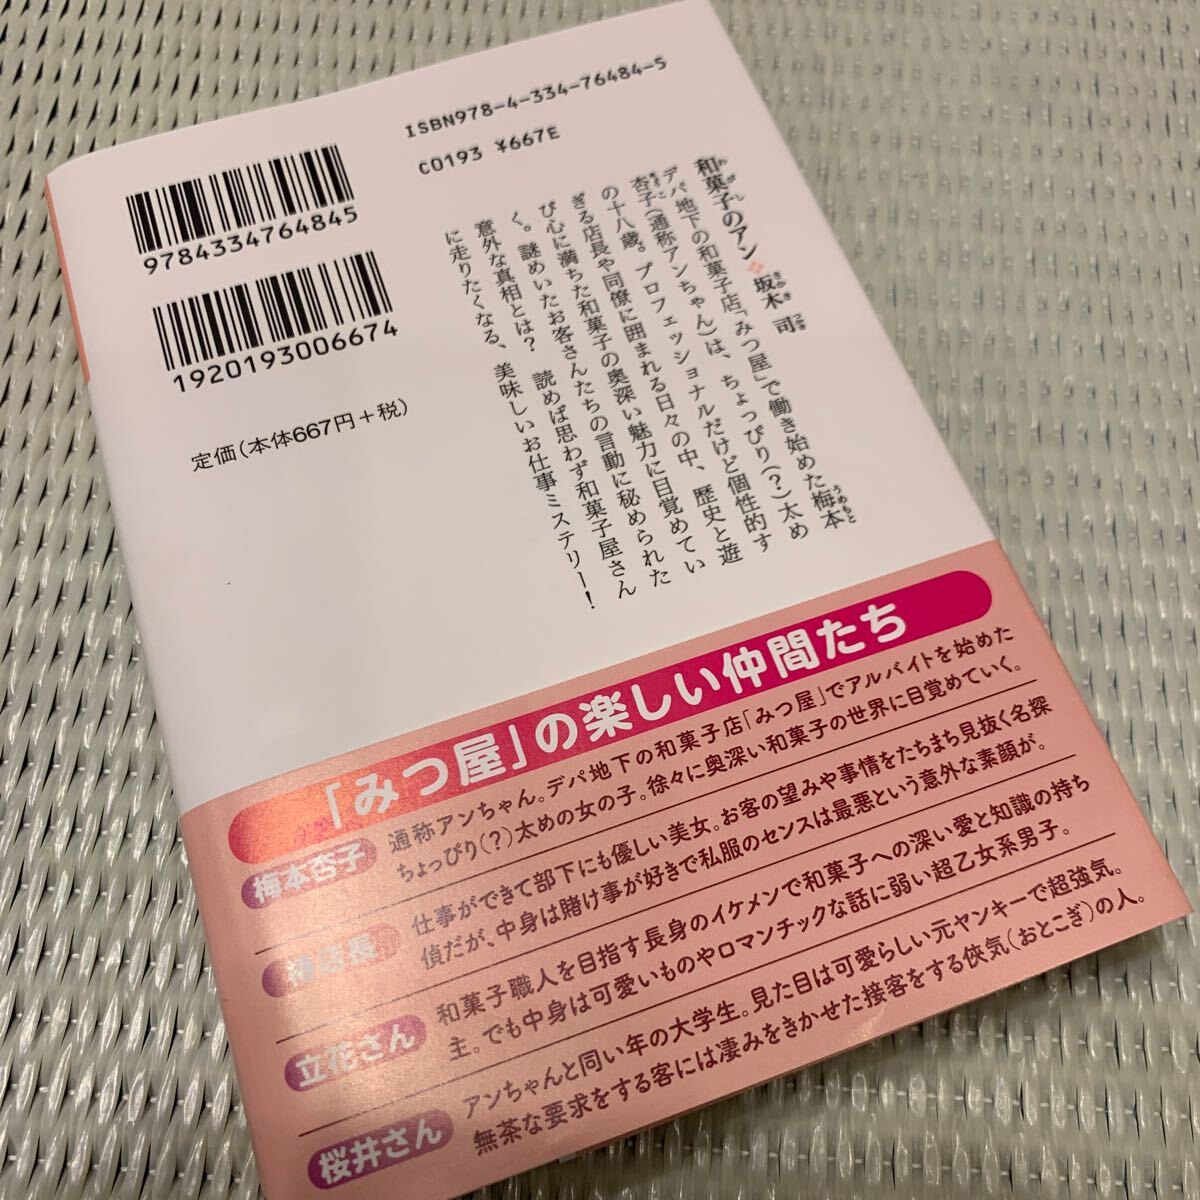 ISBN978-4-334-76484-5
C0193 ¥667E
9784334764845
1920193006674
定価(本体667円+税)
和菓子のアン 坂木 司
わがし
さかき つかさ
デパ地下の和菓子店「みつ屋」で働き始めた梅本
うめもと
杏子(通称アンちゃん)は、ちょっぴり(?)太め
きょうこ
の十八歳。プロフェッショナルだけど個性的す
ぎる店長や同僚に囲まれる日々の中、歴史と遊
び心に満ちた和菓子の奥深い魅力に目覚めてい
く。謎めいたお客さんたちの言動に秘められた
意外な真相とは? 読めば思わず和菓子屋さん
に走りたくなる、美味しいお仕事ミステリー!
「みつ屋」の楽しい仲間たち
梅本杏子
通称アンちゃん。デパ地下の和菓子店「みつ屋」でアルバイトを始めた
ちょっぴり(?)太めの女の子。徐々に奥深い和菓子の世界に目覚めていく。
椿店長
仕事ができて部下にも優しい美女。お客の望みや事情をたちまち見抜く名探
偵だが、中身は賭け事が好きで私服のセンスは最悪という意外な素顔が。
立花さん
和菓子職人を目指す長身のイケメンで和菓子への深い愛と知識の持ち
主。でも中身は可愛いものやロマンチックな話に弱い超乙女系男子。
桜井さん
アンちゃんと同い年の大学生。見た目は可愛らしい元ヤンキーで超強気。
無茶な要求をする客には凄みをきかせた接客をする侠気(おとこぎ)の人。